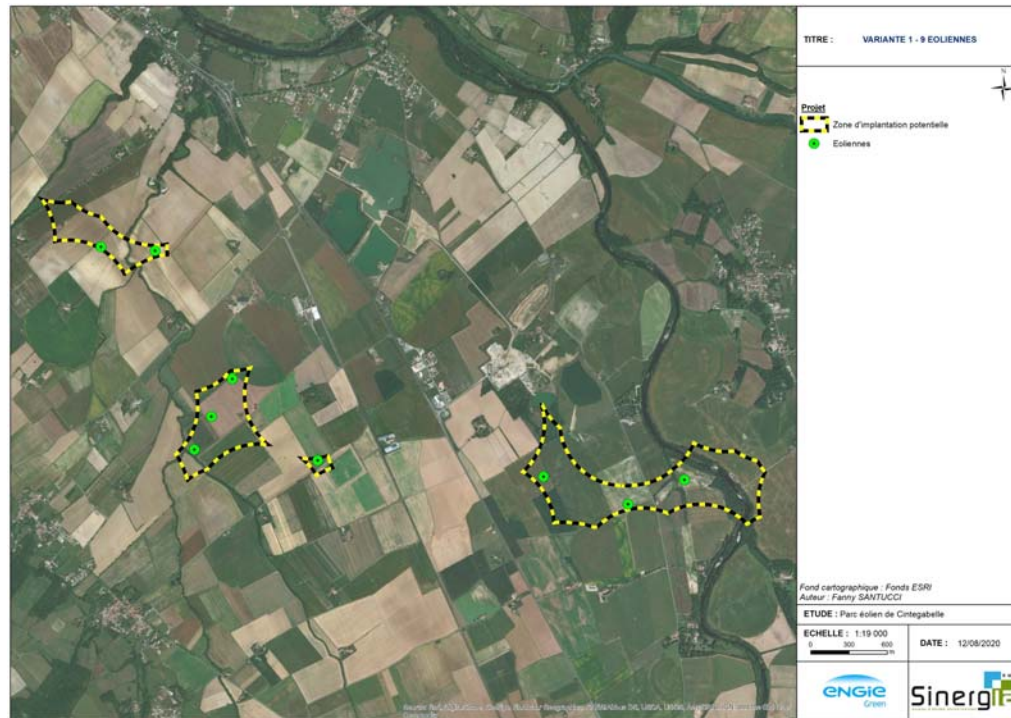 TITRE : VARIANTE 1 - 9 EOLIENNES
N
Projet
Zone d'implantation potentielle
Eoliennes
Fond cartographique : Fonds ESRI
Auteur : Fanny SANTUCCI
ETUDE : Parc éolien de Cintegabelle
ECHELLE : 1:19 000
0 300 600
m
DATE : 12/08/2020
ENGIE
Green